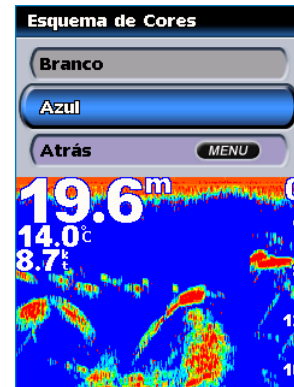 Esquema de Cores
Branco
Azul
Atrás MENU
19.6m
14.0°C
8.7kt